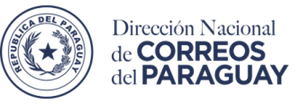 REPUBLICA DEL PARAGUAY
Dirección Nacional
de CORREOS
del PARAGUAY